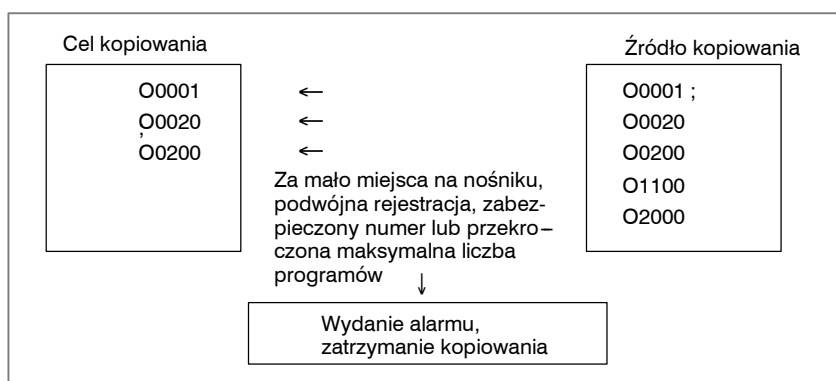 Cel kopiowania
O0001
O0020
,
O0200
←
←
←
Źródło kopiowania
O0001 ;
O0020
O0200
O1100
O2000
Za mało miejsca na nośniku,
podwójna rejestracja, zabez-
pieczony numer lub przekro–
czona maksymalna liczba
programów
↓
Wydanie alarmu,
zatrzymanie kopiowania